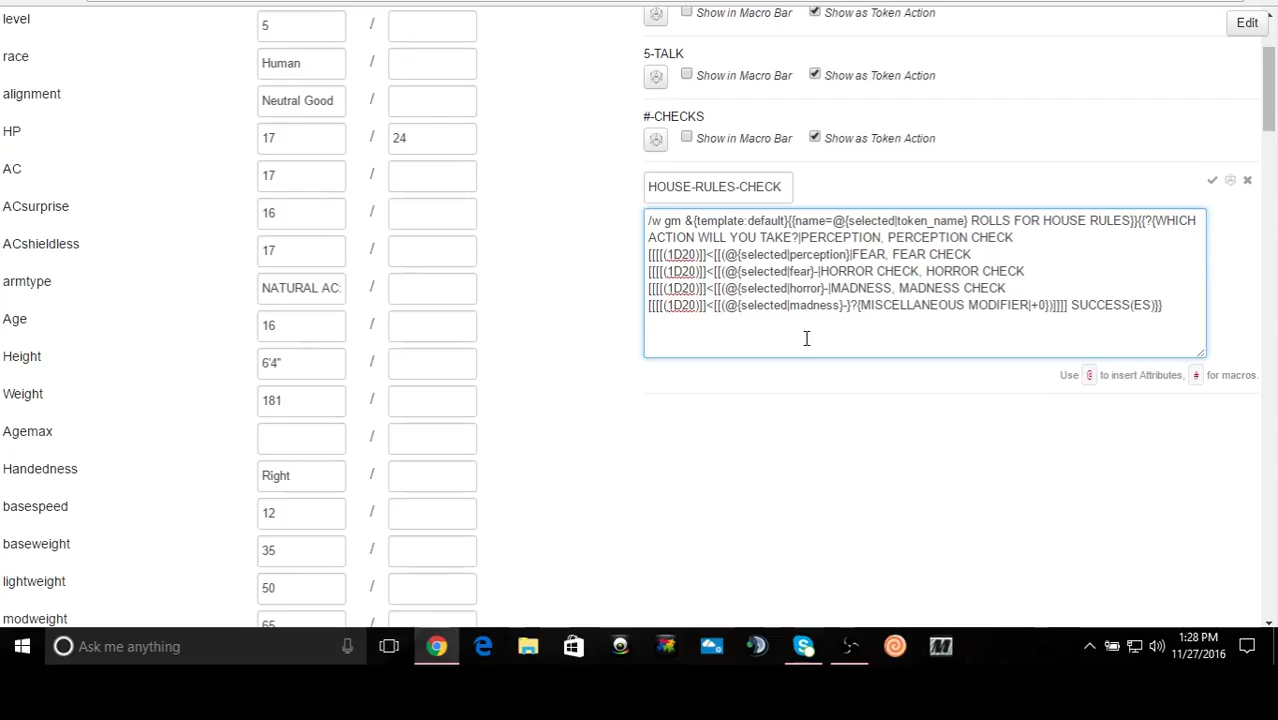 level 5 /
race Human /
alignment Neutral Good /
HP 17 / 24
AC 17 /
ACsurprise 16 /
ACshieldless 17 /
armtype NATURAL AC: /
Age 16 /
Height 6'4" /
Weight 181 /
Agemax /
Handedness Right /
basespeed 12 /
baseweight 35 /
lightweight 50 /
modweight 65
Edit
Show in Macro Bar Show as Token Action
5-TALK
Show in Macro Bar Show as Token Action
#-CHECKS
Show in Macro Bar Show as Token Action
HOUSE-RULES-CHECK
/w gm &{template:default}{{name=@{selected|token_name} ROLLS FOR HOUSE RULES}}{{?{WHICH
ACTION WILL YOU TAKE?|PERCEPTION, PERCEPTION CHECK
[[[[(1D20)]]<[[(@{selected|perception}|FEAR, FEAR CHECK
[[[[(1D20)]]<[[(@{selected|fear}-|HORROR CHECK, HORROR CHECK
[[[[(1D20)]]<[[(@{selected|horror}-|MADNESS, MADNESS CHECK
[[[[(1D20)]]<[[(@{selected|madness}-}?{MISCELLANEOUS MODIFIER|+0})]]]] SUCCESS(ES)}}
Use @ to insert Attributes, # for macros.
Ask me anything
1:28 PM
11/27/2016